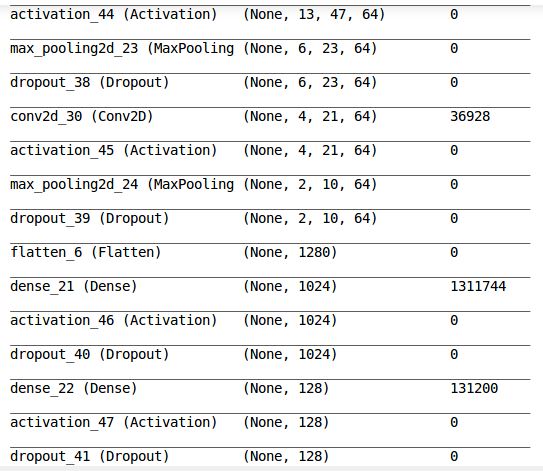 activation_44 (Activation) (None, 13, 47, 64) 0
max_pooling2d_23 (MaxPooling (None, 6, 23, 64) 0
dropout_38 (Dropout) (None, 6, 23, 64) 0
conv2d_30 (Conv2D) (None, 4, 21, 64) 36928
activation_45 (Activation) (None, 4, 21, 64) 0
max_pooling2d_24 (MaxPooling (None, 2, 10, 64) 0
dropout_39 (Dropout) (None, 2, 10, 64) 0
flatten_6 (Flatten) (None, 1280) 0
dense_21 (Dense) (None, 1024) 1311744
activation_46 (Activation) (None, 1024) 0
dropout_40 (Dropout) (None, 1024) 0
dense_22 (Dense) (None, 128) 131200
activation_47 (Activation) (None, 128) 0
dropout_41 (Dropout) (None, 128) 0